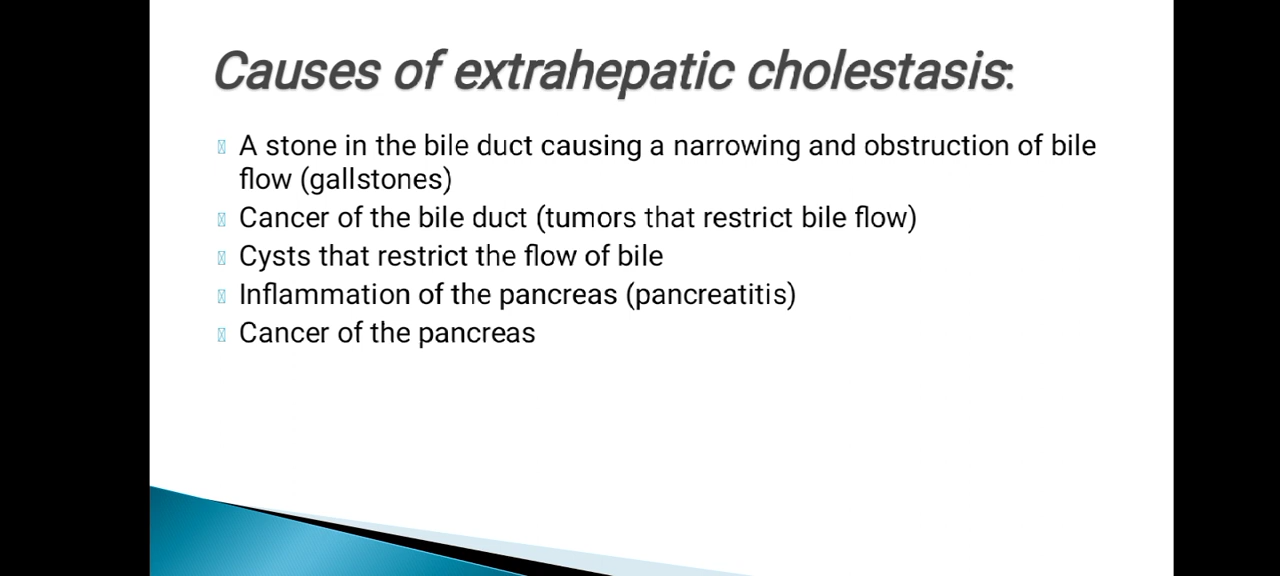 Causes of extrahepatic cholestasis:
A stone in the bile duct causing a narrowing and obstruction of bile
flow (gallstones)
Cancer of the bile duct (tumors that restrict bile flow)
Cysts that restrict the flow of bile
Inflammation of the pancreas (pancreatitis)
Cancer of the pancreas